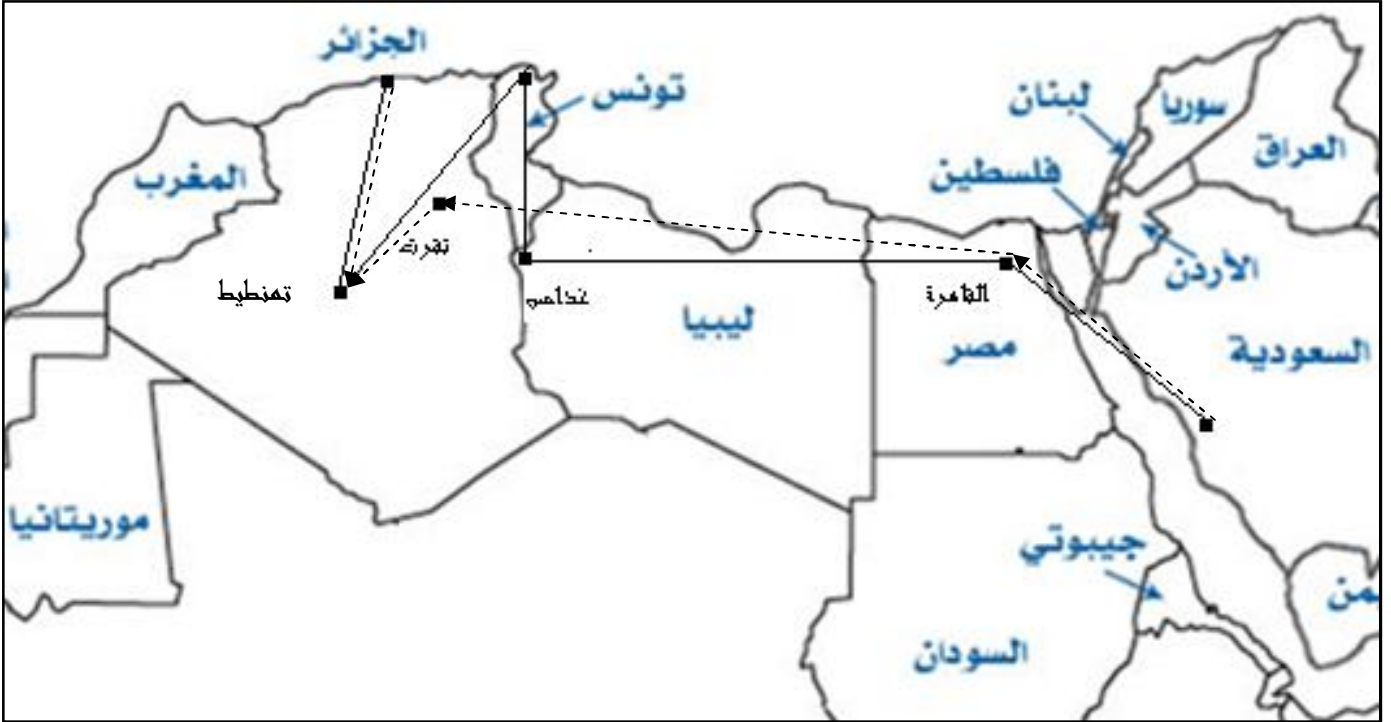 الجزائر
تونس
لبنان
سوريا
العراق
فلسطين
المغرب
الأردن
تقرت
تمنطيط
غدامس
القاهرة
ليبيا
مصر
السعودية
موريتانيا
جيبوتي
السودان